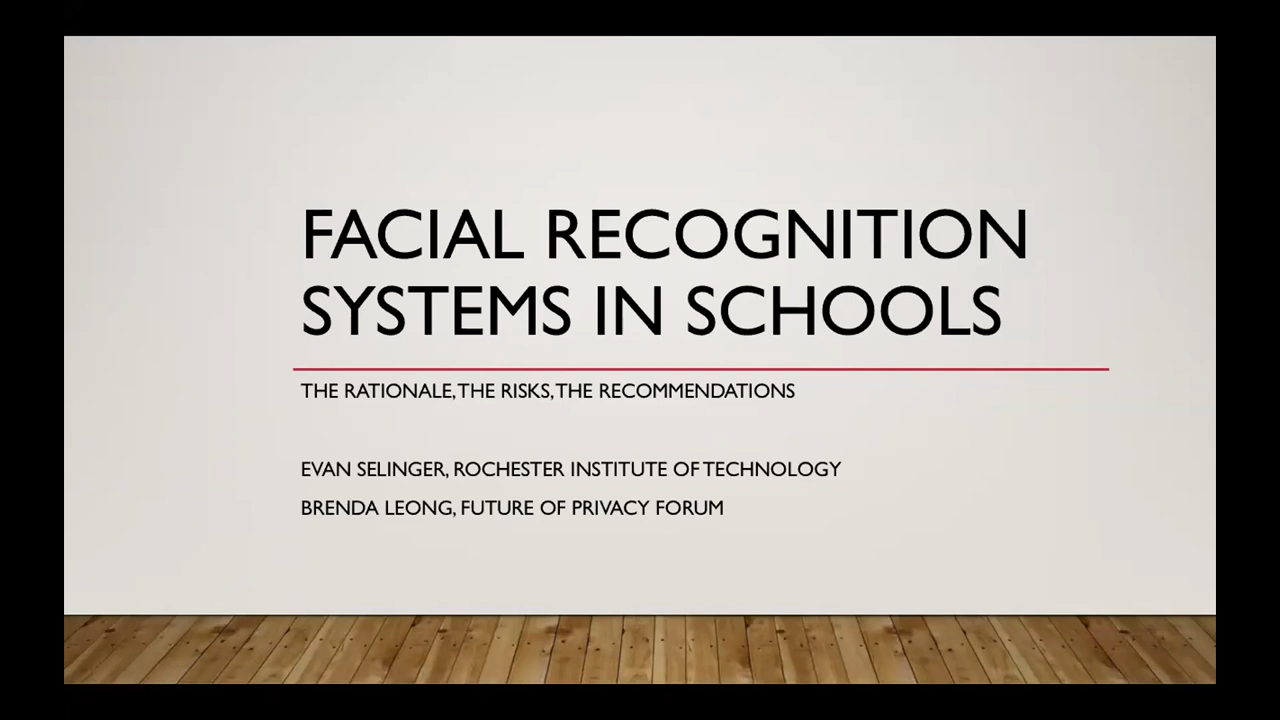 FACIAL RECOGNITION
SYSTEMS IN SCHOOLS
THE RATIONALE, THE RISKS, THE RECOMMENDATIONS
EVAN SELINGER, ROCHESTER INSTITUTE OF TECHNOLOGY
BRENDA LEONG, FUTURE OF PRIVACY FORUM